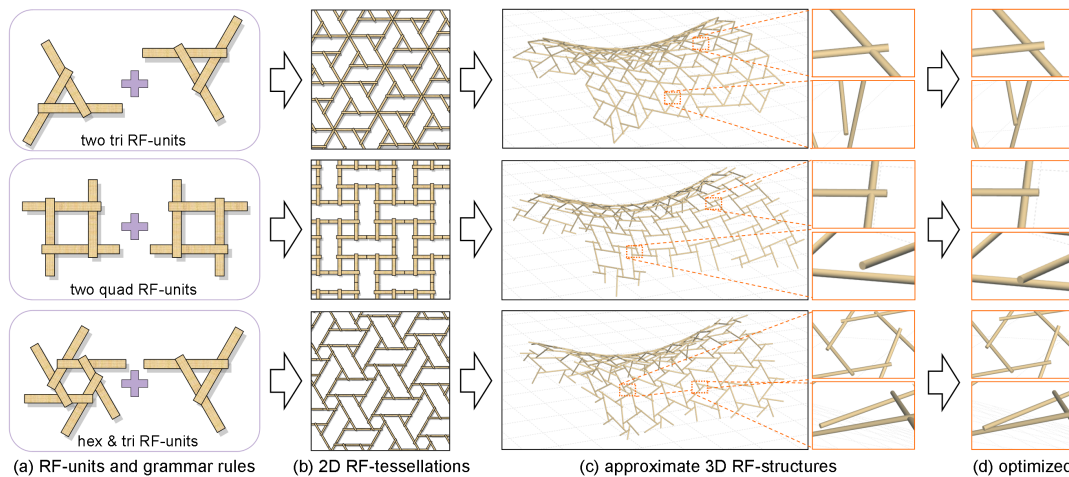 two tri RF-units
two quad RF-units
hex & tri RF-units
(a) RF-units and grammar rules
(b) 2D RF-tessellations
(c) approximate 3D RF-structures
(d) optimized